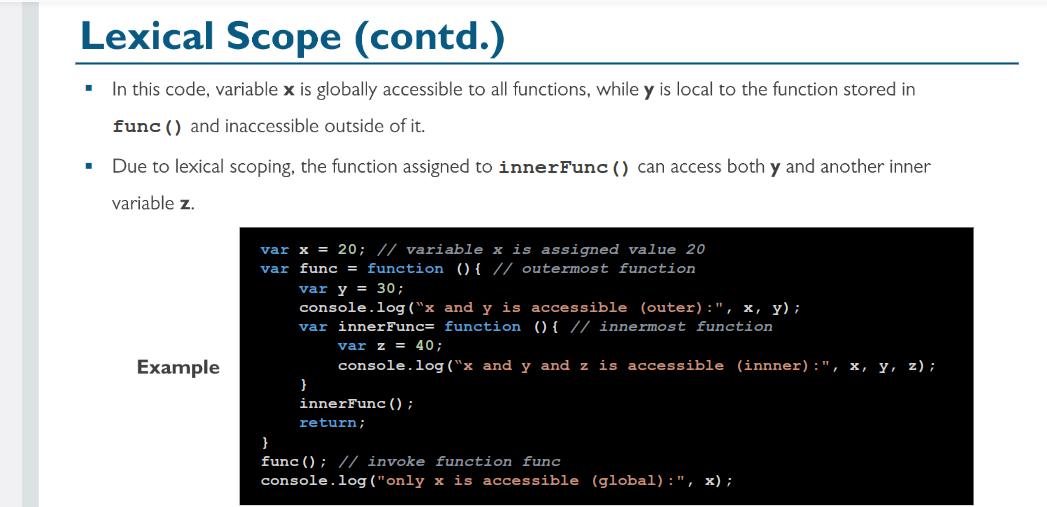 Lexical Scope (contd.)
▪ In this code, variable x is globally accessible to all functions, while y is local to the function stored in
func() and inaccessible outside of it.
▪ Due to lexical scoping, the function assigned to innerFunc() can access both y and another inner
variable z.
var x = 20; // variable x is assigned value 20
var func = function (){ // outermost function
var y = 30;
console.log(“x and y is accessible (outer):", x, y);
var innerFunc= function (){ // innermost function
var z = 40;
Example
console.log(“x and y and z is accessible (innner):", x, y, z);
}
innerFunc();
return;
}
func(); // invoke function func
console.log("only x is accessible (global):", x);